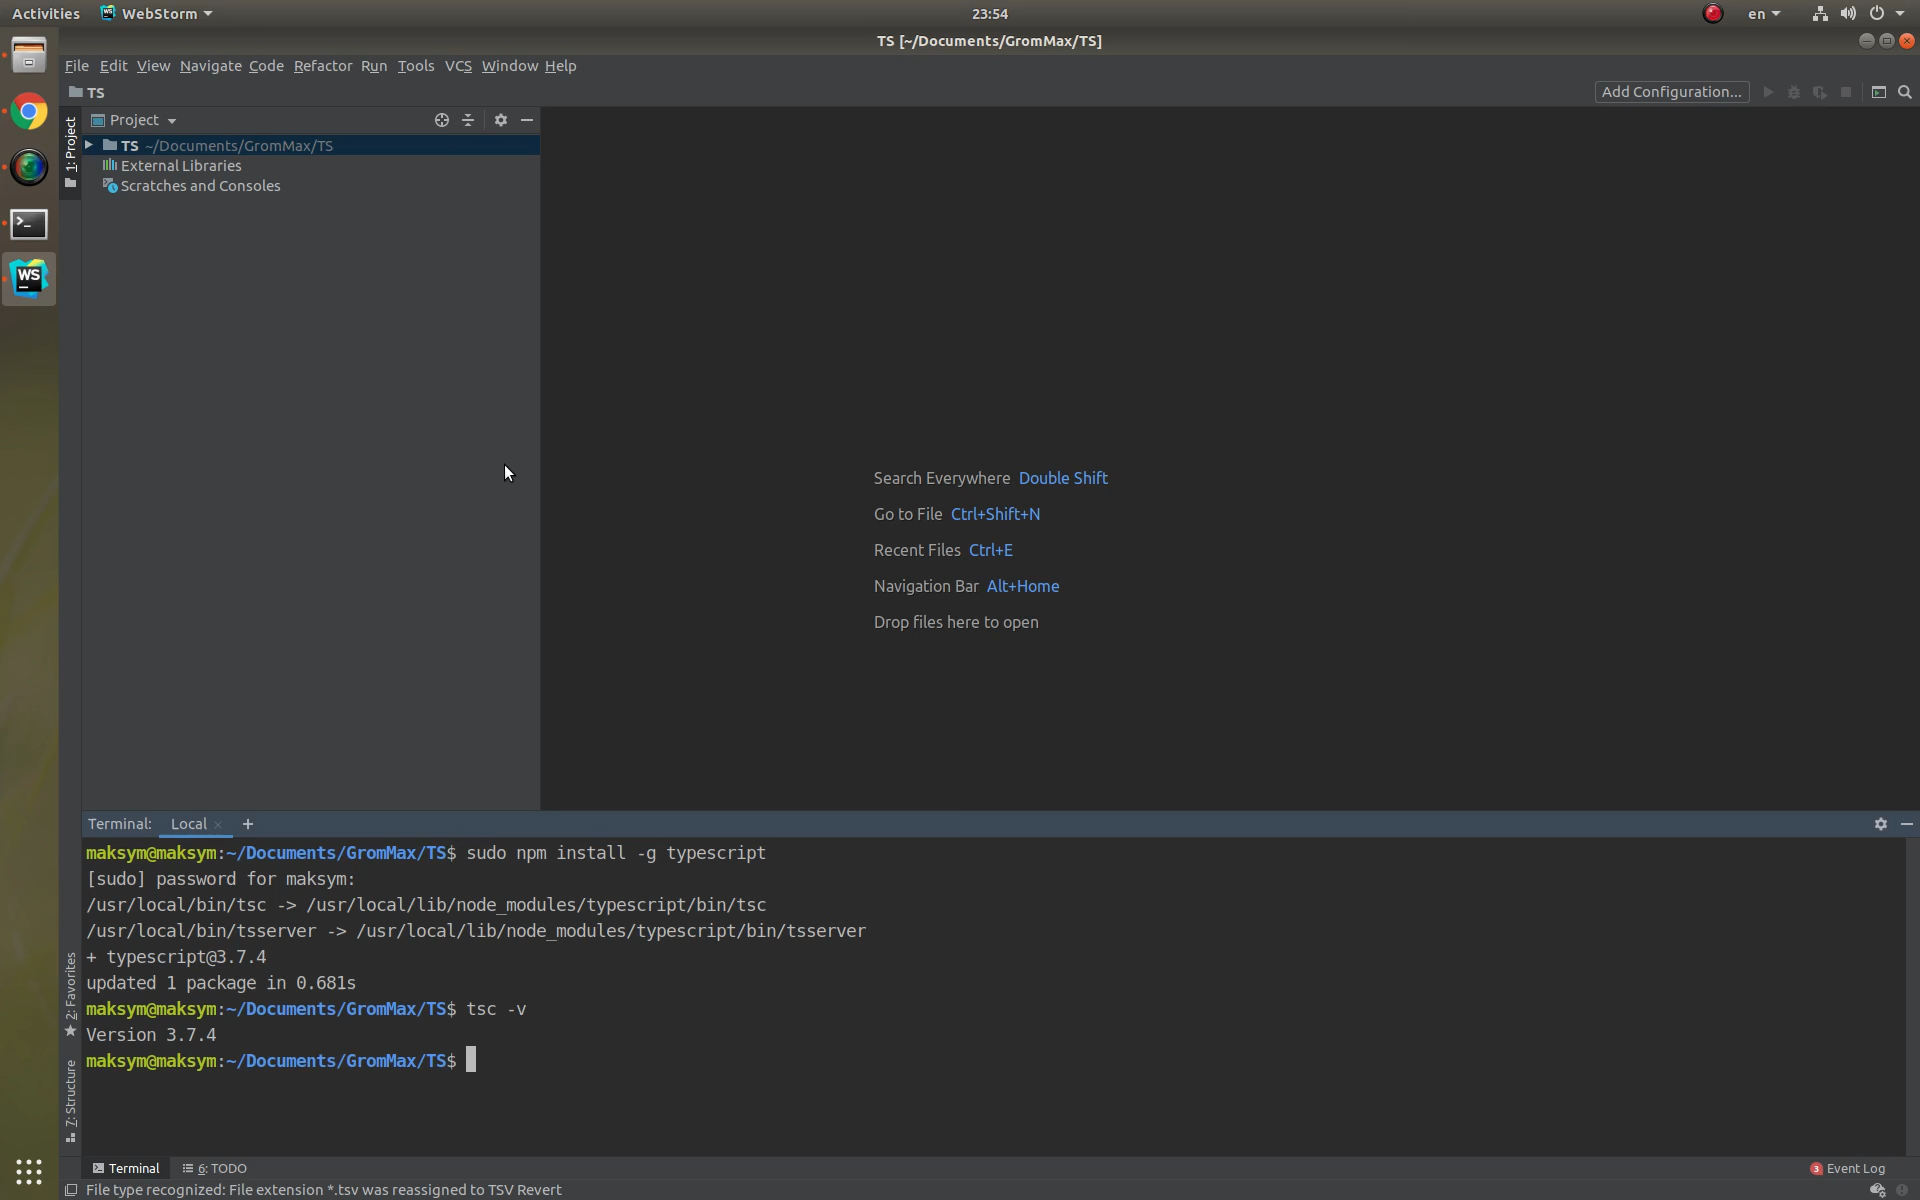 Activities WebStorm 23:54 en
TS [~/Documents/GromMax/TS]
File Edit View Navigate Code Refactor Run Tools VCS Window Help
TS Add Configuration...
1: Project
Project
TS ~/Documents/GromMax/TS
External Libraries
Scratches and Consoles
WS
Search Everywhere Double Shift
Go to File Ctrl+Shift+N
Recent Files Ctrl+E
Navigation Bar Alt+Home
Drop files here to open
Terminal: Local +
maksym@maksym:~/Documents/GromMax/TS$ sudo npm install -g typescript
[sudo] password for maksym:
/usr/local/bin/tsc -> /usr/local/lib/node_modules/typescript/bin/tsc
/usr/local/bin/tsserver -> /usr/local/lib/node_modules/typescript/bin/tsserver
+ typescript@3.7.4
updated 1 package in 0.681s
maksym@maksym:~/Documents/GromMax/TS$ tsc -v
Version 3.7.4
maksym@maksym:~/Documents/GromMax/TS$
2: Favorites
7: Structure
Terminal 6: TODO 3 Event Log
File type recognized: File extension *.tsv was reassigned to TSV Revert